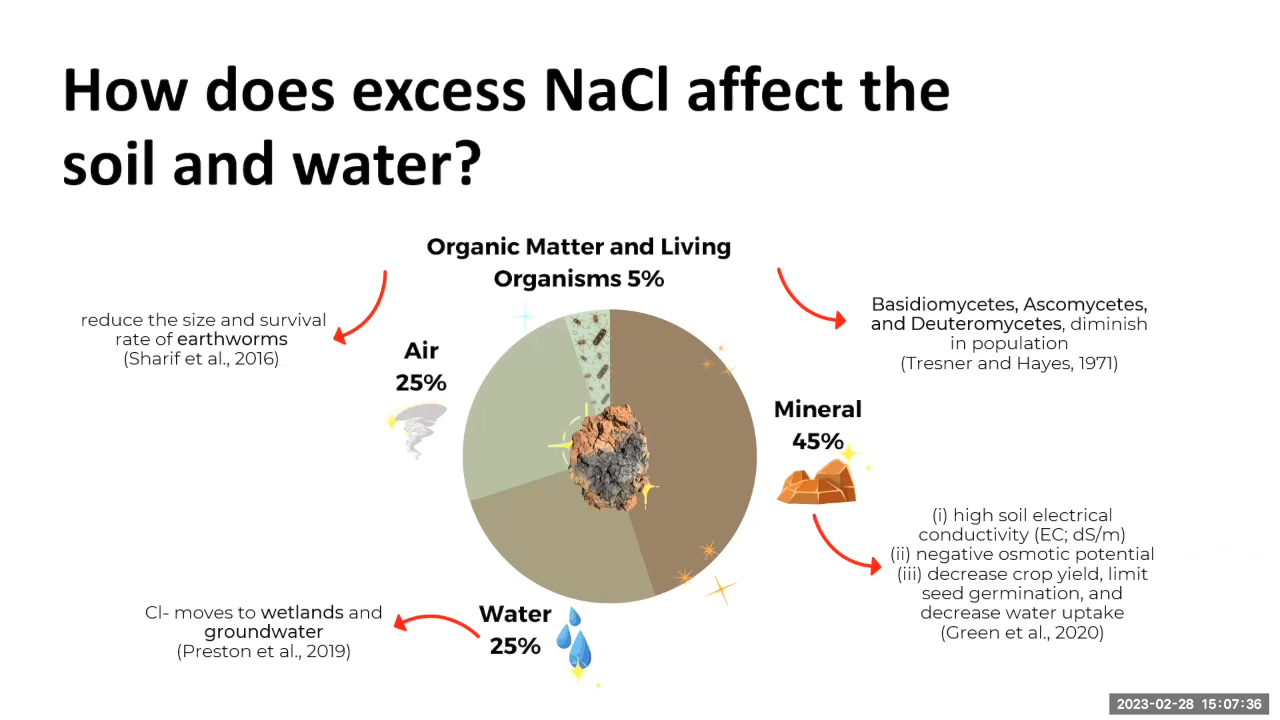 How does excess NaCl affect the
soil and water?
Organic Matter and Living
Organisms 5%
reduce the size and survival
rate of earthworms
(Sharif et al., 2016)
Basidiomycetes, Ascomycetes,
and Deuteromycetes, diminish
in population
(Tresner and Hayes, 1971)
Air
25%
Mineral
45%
(i) high soil electrical
conductivity (EC; dS/m)
(ii) negative osmotic potential
(iii) decrease crop yield, limit
seed germination, and
decrease water uptake
(Green et al., 2020)
Water
25%
Cl- moves to wetlands and
groundwater
(Preston et al., 2019)
2023-02-28 15:07:36